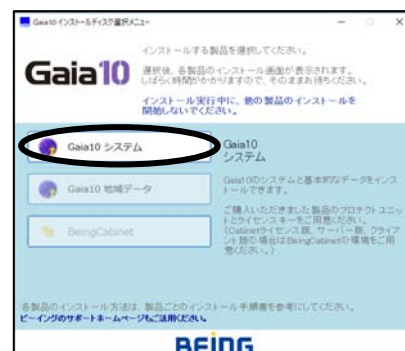 Gaia10 インストールディスク選択メニュー
Gaia10
インストールする製品を選択してください。
選択後、各製品のインストール画面が表示されます。
しばらく時間がかかりますので、そのままお待ちください。
インストール実行中に、他の製品のインストールを
開始しないでください。
Gaia10 システム
Gaia10 地域データ
BeingCabinet
Gaia10
システム
Gaia10のシステムと基本的なデータをインス
トールできます。
ご購入いただきました製品のプロテクトユニッ
トとライセンスキーをご用意ください。
(Cabinetライセンス版、サーバー版、クライア
ント版の場合はBeingCabinetの環境をご用
意ください。)
各製品のインストール方法は、製品ごとのインストール手順書を参考にしてください。
ビーイングのサポートホームページもご活用ください。
BEING